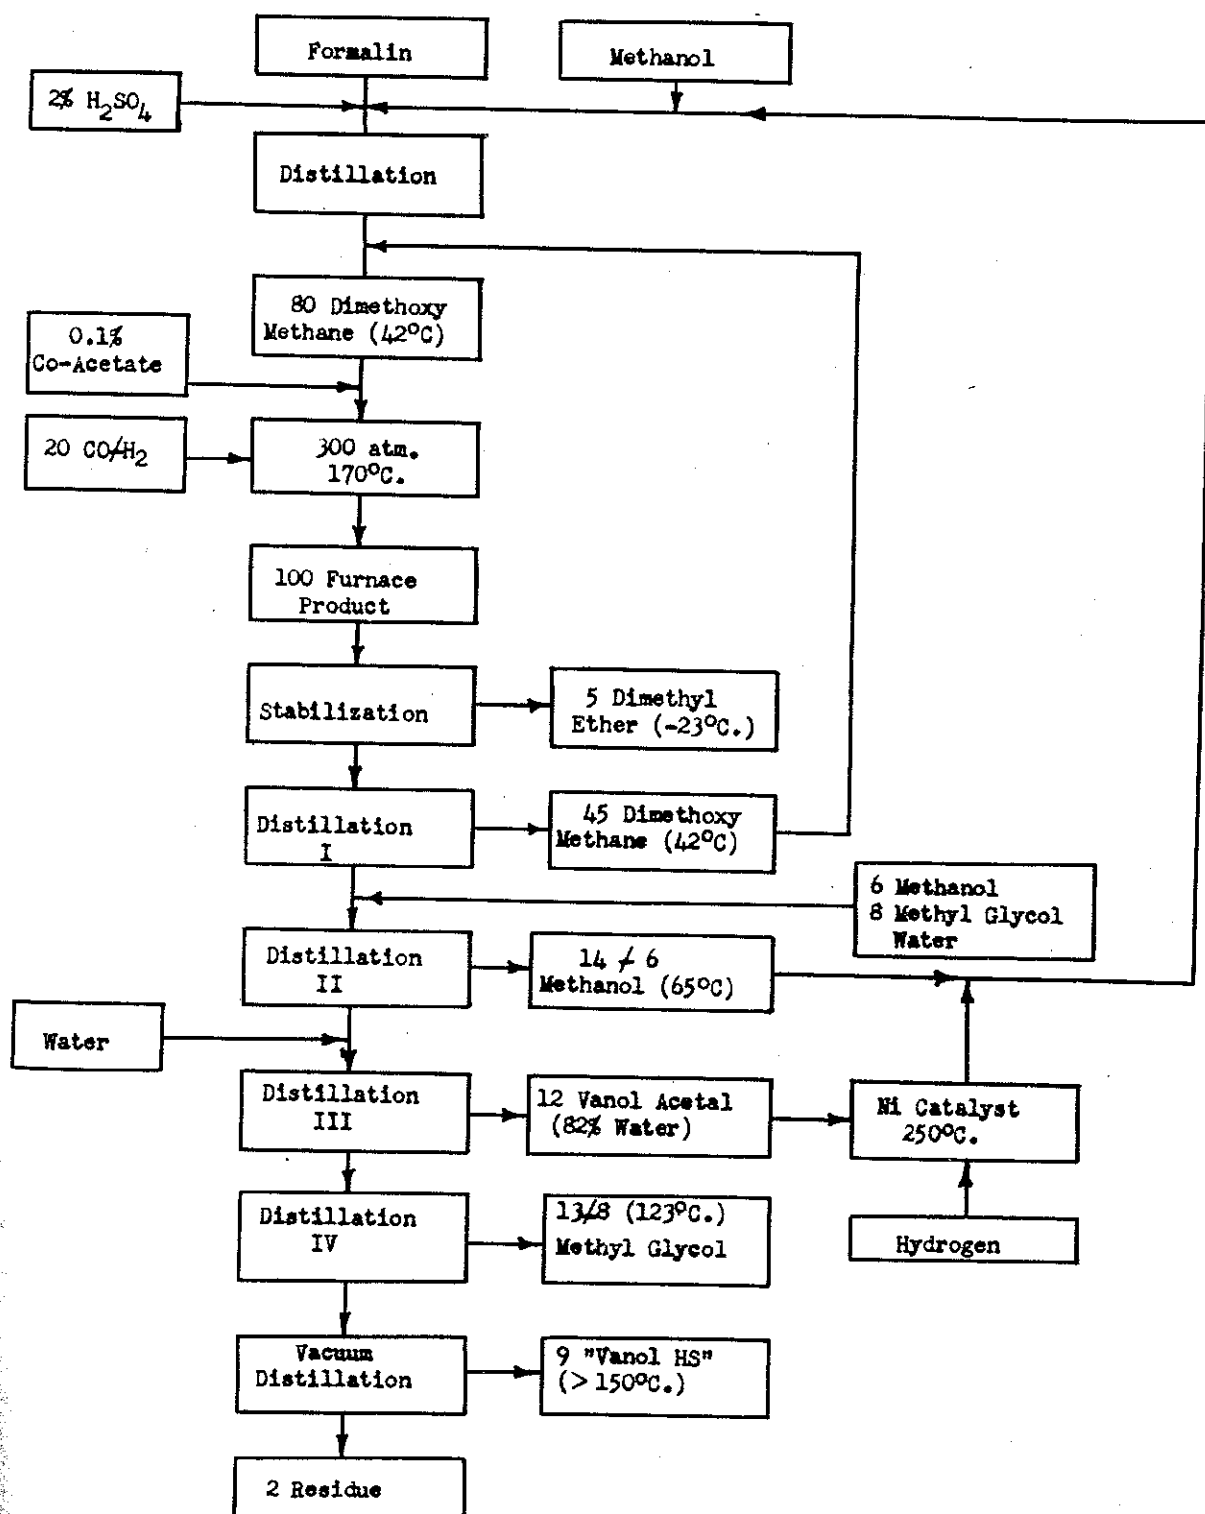 Formalin
Methanol
2% H2SO4
Distillation
80 Dimethoxy
Methane (42°C)
0.1%
Co-Acetate
20 CO/H2
300 atm.
170°C.
100 Furnace
Product
Stabilization
5 Dimethyl
Ether (-23°C.)
Distillation
I
45 Dimethoxy
Methane (42°C)
6 Methanol
8 Methyl Glycol
Water
Distillation
II
14 ≠ 6
Methanol (65°C)
Water
Distillation
III
12 Vanol Acetal
(82% Water)
Ni Catalyst
250°C.
Distillation
IV
13/8 (123°C.)
Methyl Glycol
Hydrogen
Vacuum
Distillation
9 "Vanol HS"
(> 150°C.)
2 Residue